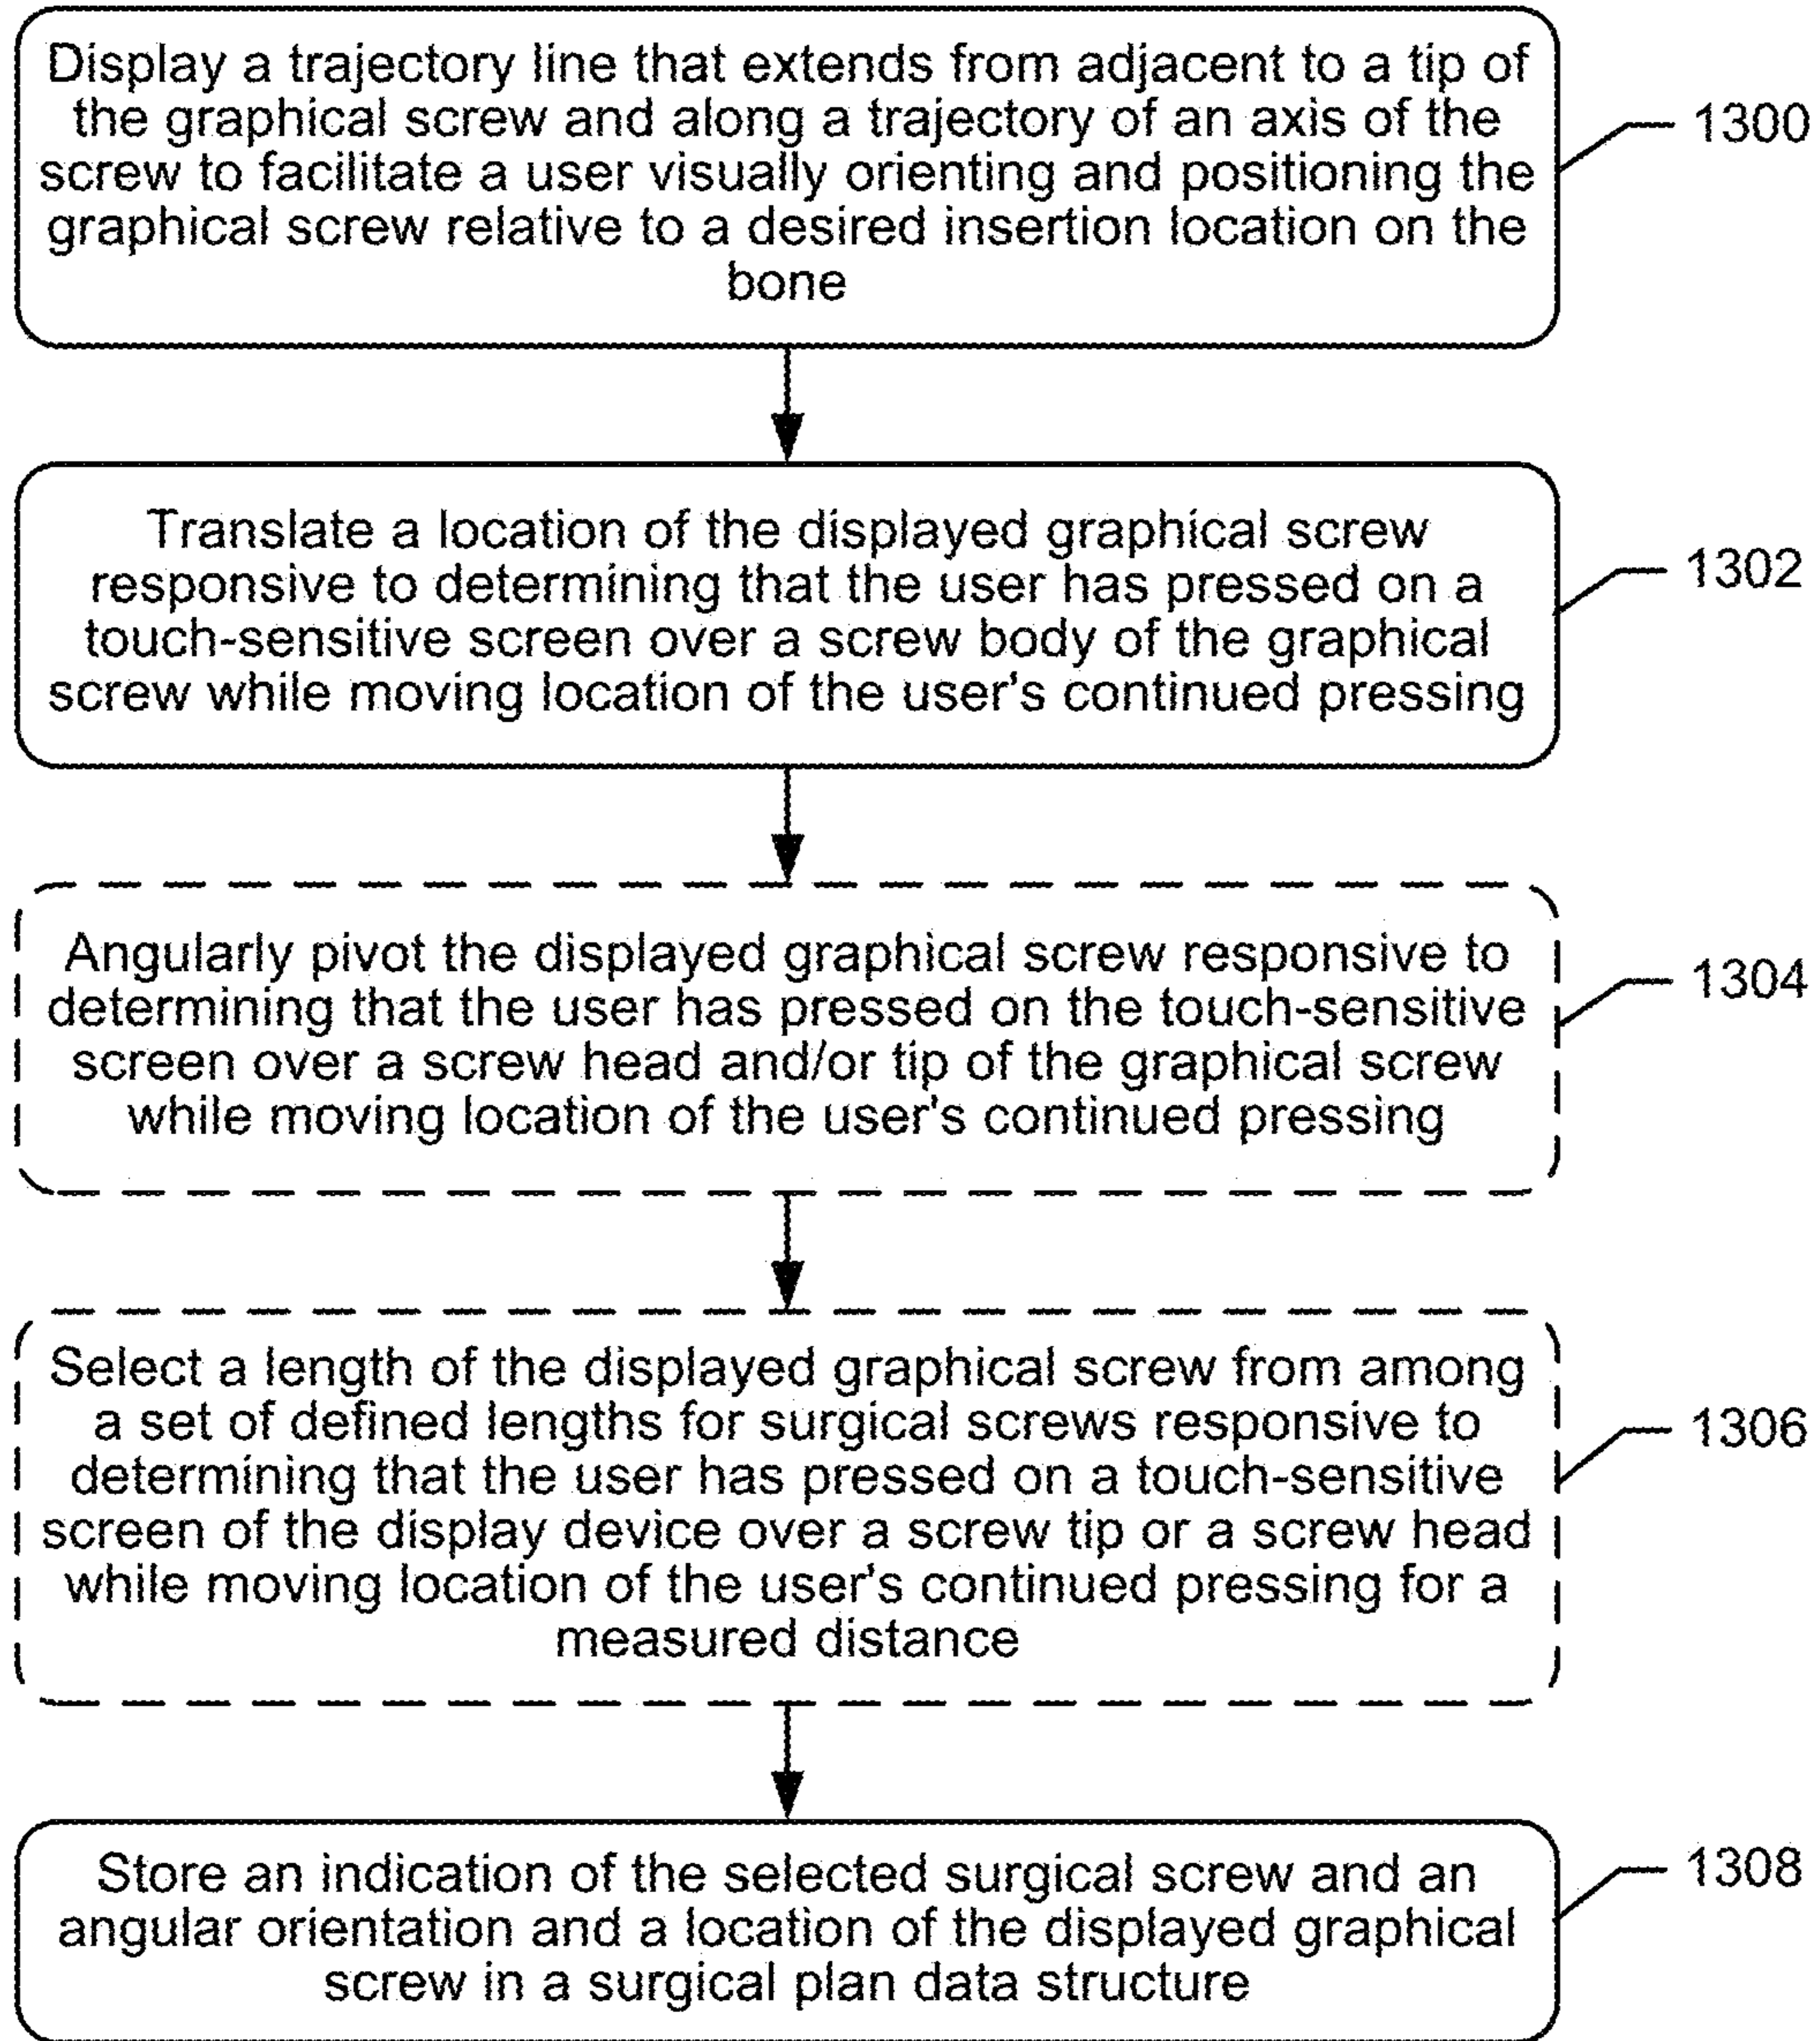 Display a trajectory line that extends from adjacent to a tip of
the graphical screw and along a trajectory of an axis of the
screw to facilitate a user visually orienting and positioning the
graphical screw relative to a desired insertion location on the
bone
1300
Translate a location of the displayed graphical screw
responsive to determining that the user has pressed on a
touch-sensitive screen over a screw body of the graphical
screw while moving location of the user's continued pressing
1302
Angularly pivot the displayed graphical screw responsive to
determining that the user has pressed on the touch-sensitive
screen over a screw head and/or tip of the graphical screw
while moving location of the user's continued pressing
1304
Select a length of the displayed graphical screw from among
a set of defined lengths for surgical screws responsive to
determining that the user has pressed on a touch-sensitive
screen of the display device over a screw tip or a screw head
while moving location of the user's continued pressing for a
measured distance
1306
Store an indication of the selected surgical screw and an
angular orientation and a location of the displayed graphical
screw in a surgical plan data structure
1308